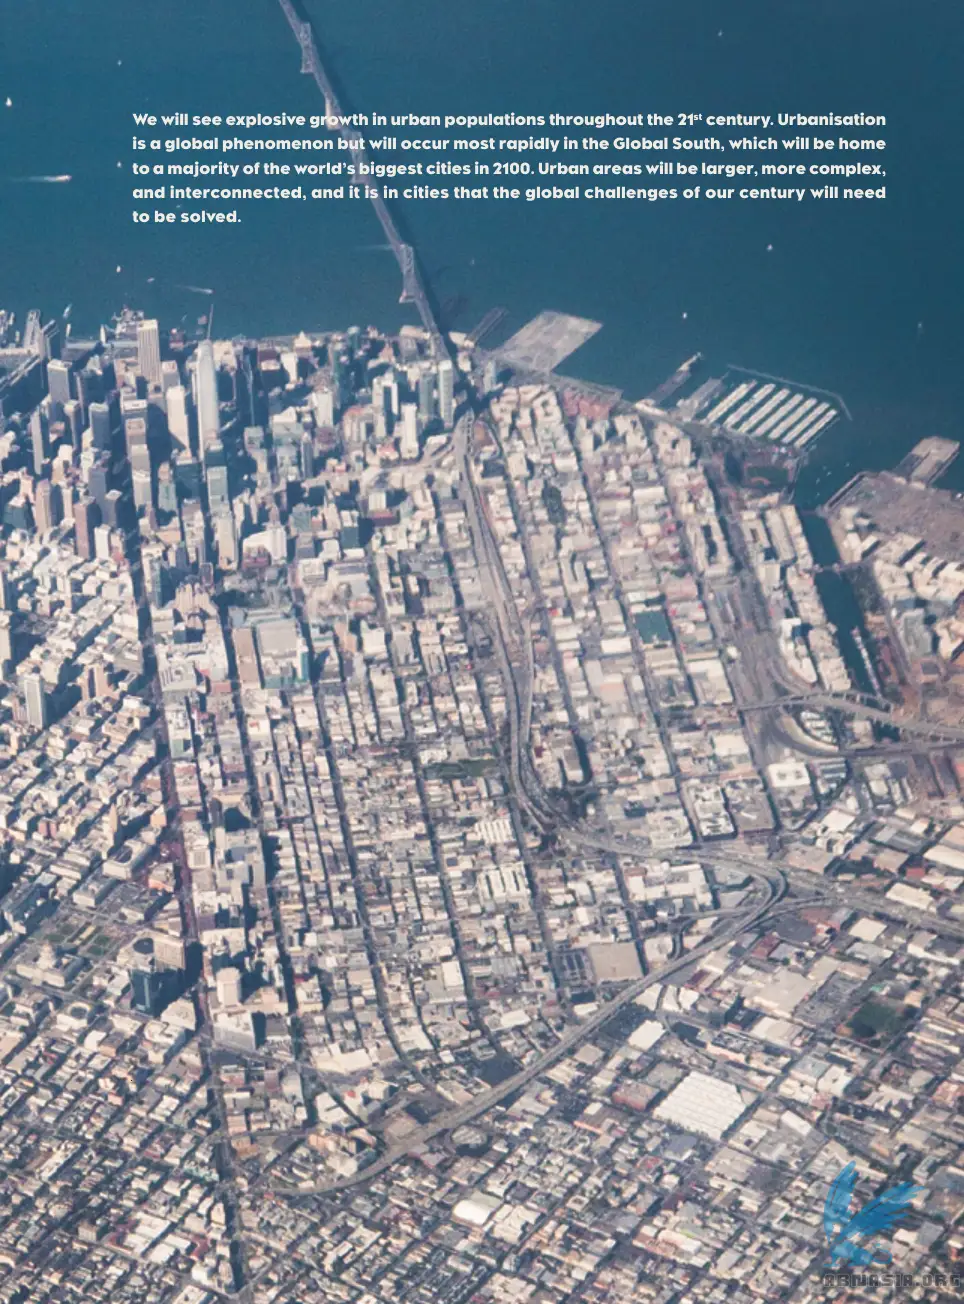 We will see explosive growth in urban populations throughout the 21st century. Urbanisation
is a global phenomenon but will occur most rapidly in the Global South, which will be home
to a majority of the world's biggest cities in 2100. Urban areas will be larger, more complex,
and interconnected, and it is in cities that the global challenges of our century will need
to be solved.
ABNASIA.ORG